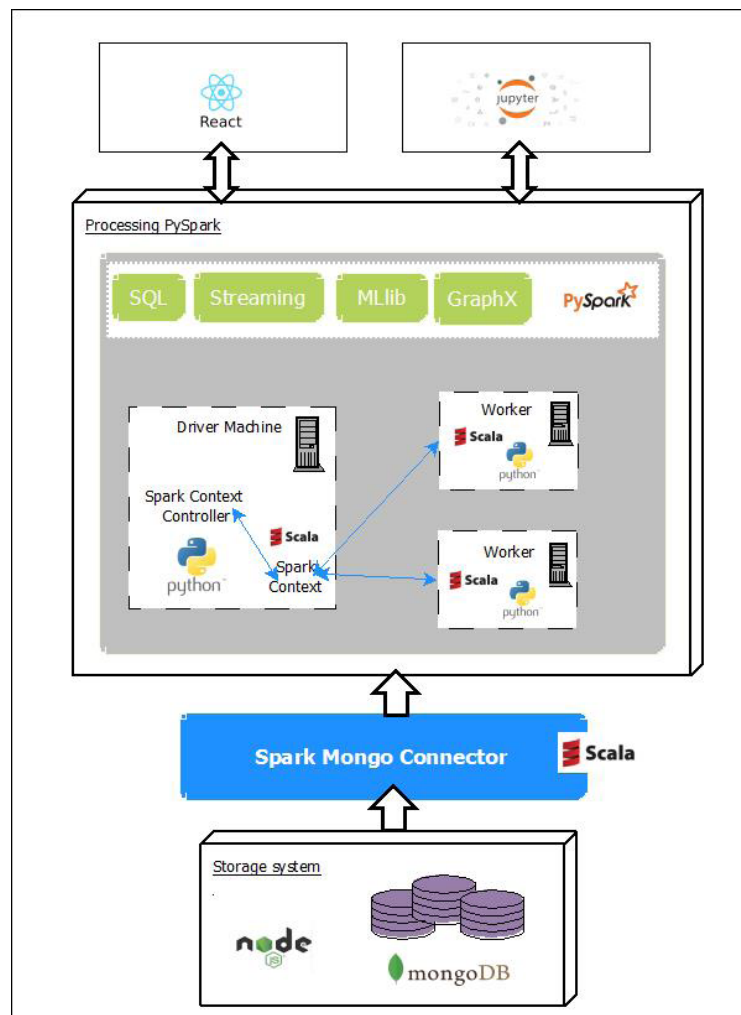 React
jupyter
Processing PySpark
SQL
Streaming
MLlib
GraphX
PySpark
Driver Machine
Spark Context
Controller
python
Scala
Spark
Context
Worker
Scala
python
Worker
Scala
python
Spark Mongo Connector
Scala
Storage system
node
JS
mongoDB